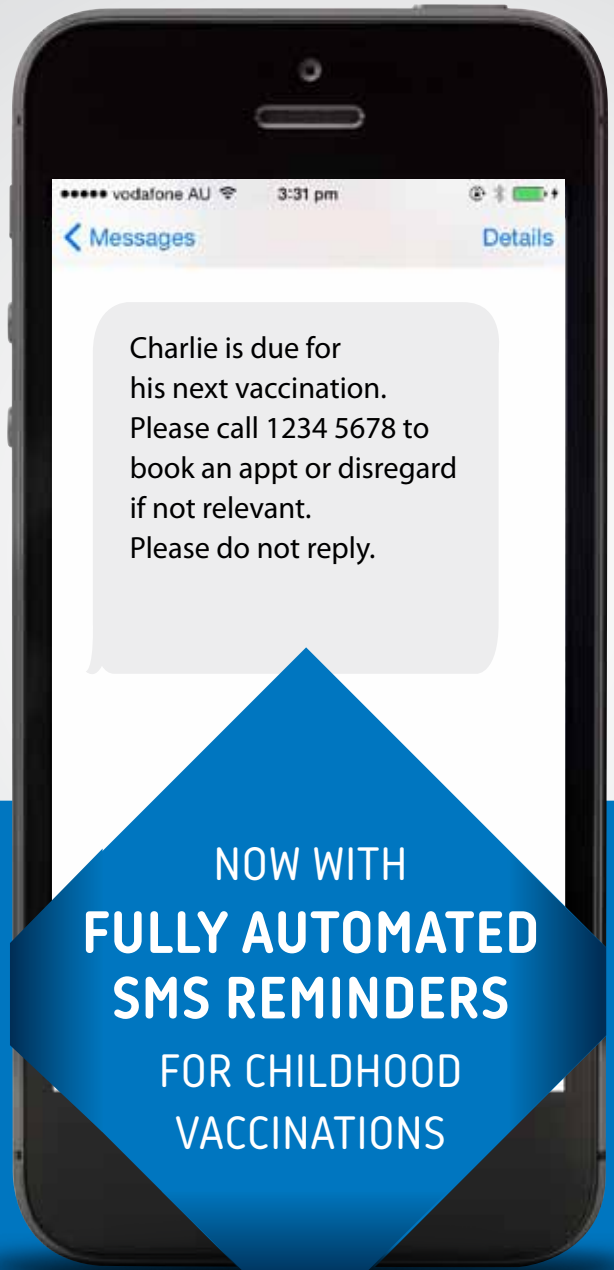 vodafone AU 3:31 pm
Messages Details
Charlie is due for
his next vaccination.
Please call 1234 5678 to
book an appt or disregard
if not relevant.
Please do not reply.
NOW WITH
FULLY AUTOMATED
SMS REMINDERS
FOR CHILDHOOD
VACCINATIONS